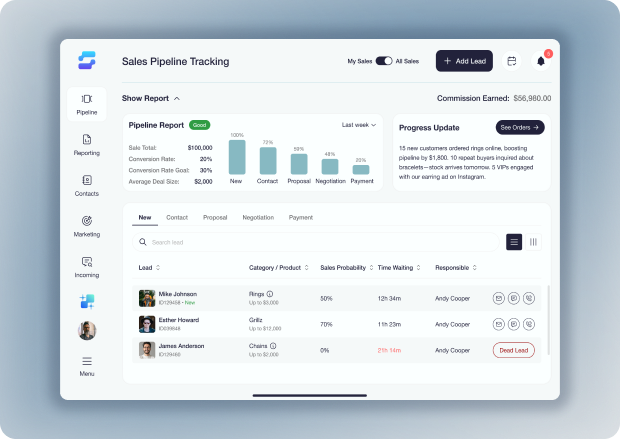 Sales Pipeline Tracking
My Sales All Sales
+ Add Lead
5
Pipeline
Reporting
Contacts
Marketing
Incoming
Menu
Show Report
Commission Earned: $56,980.00
Pipeline Report Good
Last week
Sale Total: $100,000
Conversion Rate: 20%
Conversion Rate Goal: 30%
Average Deal Size: $2,000
100%
72%
New Contact Proposal Negotiation Payment
Progress Update
See Orders →
15 new customers ordered rings online, boosting
pipeline by $1,800. 10 repeat buyers inquired about
bracelets—stock arrives tomorrow. 5 VIPs engaged
with our earring ad on Instagram.
New Contact Proposal Negotiation Payment
Search lead
Lead Category / Product Sales Probability Time Waiting Responsible
Mike Johnson Rings 50% 12h 34m Andy Cooper
ID129458 • New Up to $3,000
Esther Howard Grillz 70% 11h 23m Andy Cooper
Up to $12,000
James Anderson Chains 0% 21h 14m Andy Cooper Dead Lead
ID129460 Up to $2,000